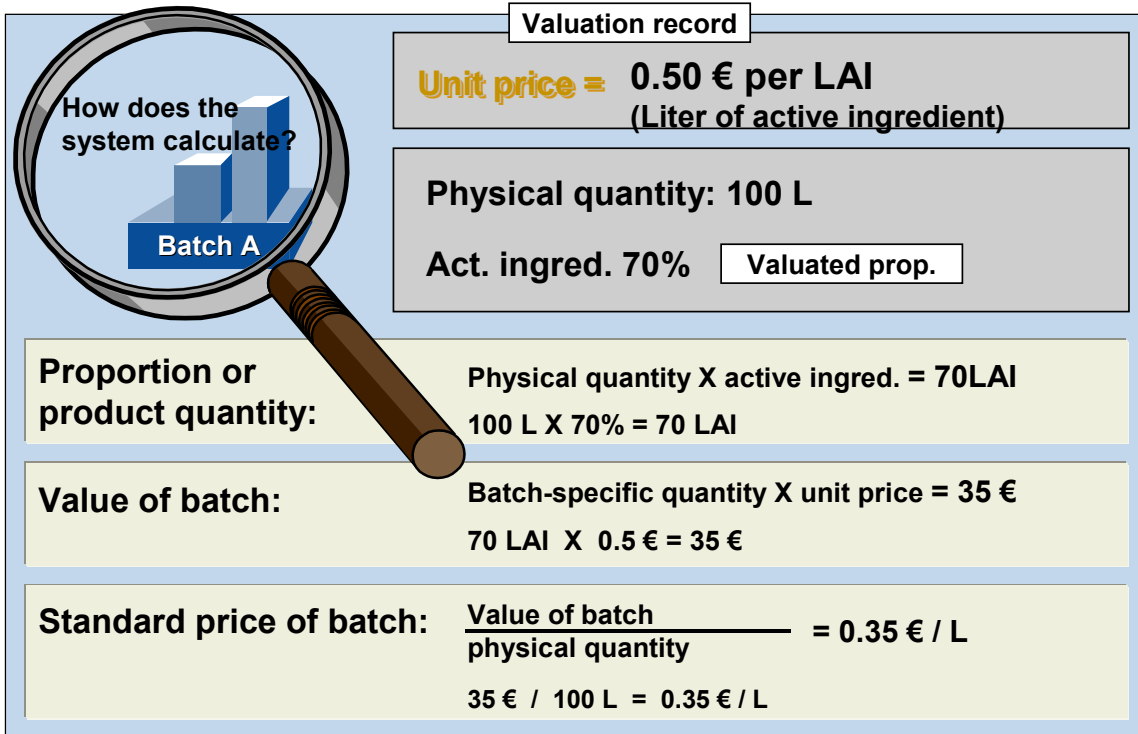 Valuation record
How does the
system calculate?
Batch A
Unit price = 0.50 € per LAI
(Liter of active ingredient)
Physical quantity: 100 L
Act. ingred. 70% Valuated prop.
Proportion or
product quantity:
Physical quantity X active ingred. = 70LAI
100 L X 70% = 70 LAI
Value of batch:
Batch-specific quantity X unit price = 35 €
70 LAI X 0.5 € = 35 €
Standard price of batch:
Value of batch
physical quantity
= 0.35 € / L
35 € / 100 L = 0.35 € / L